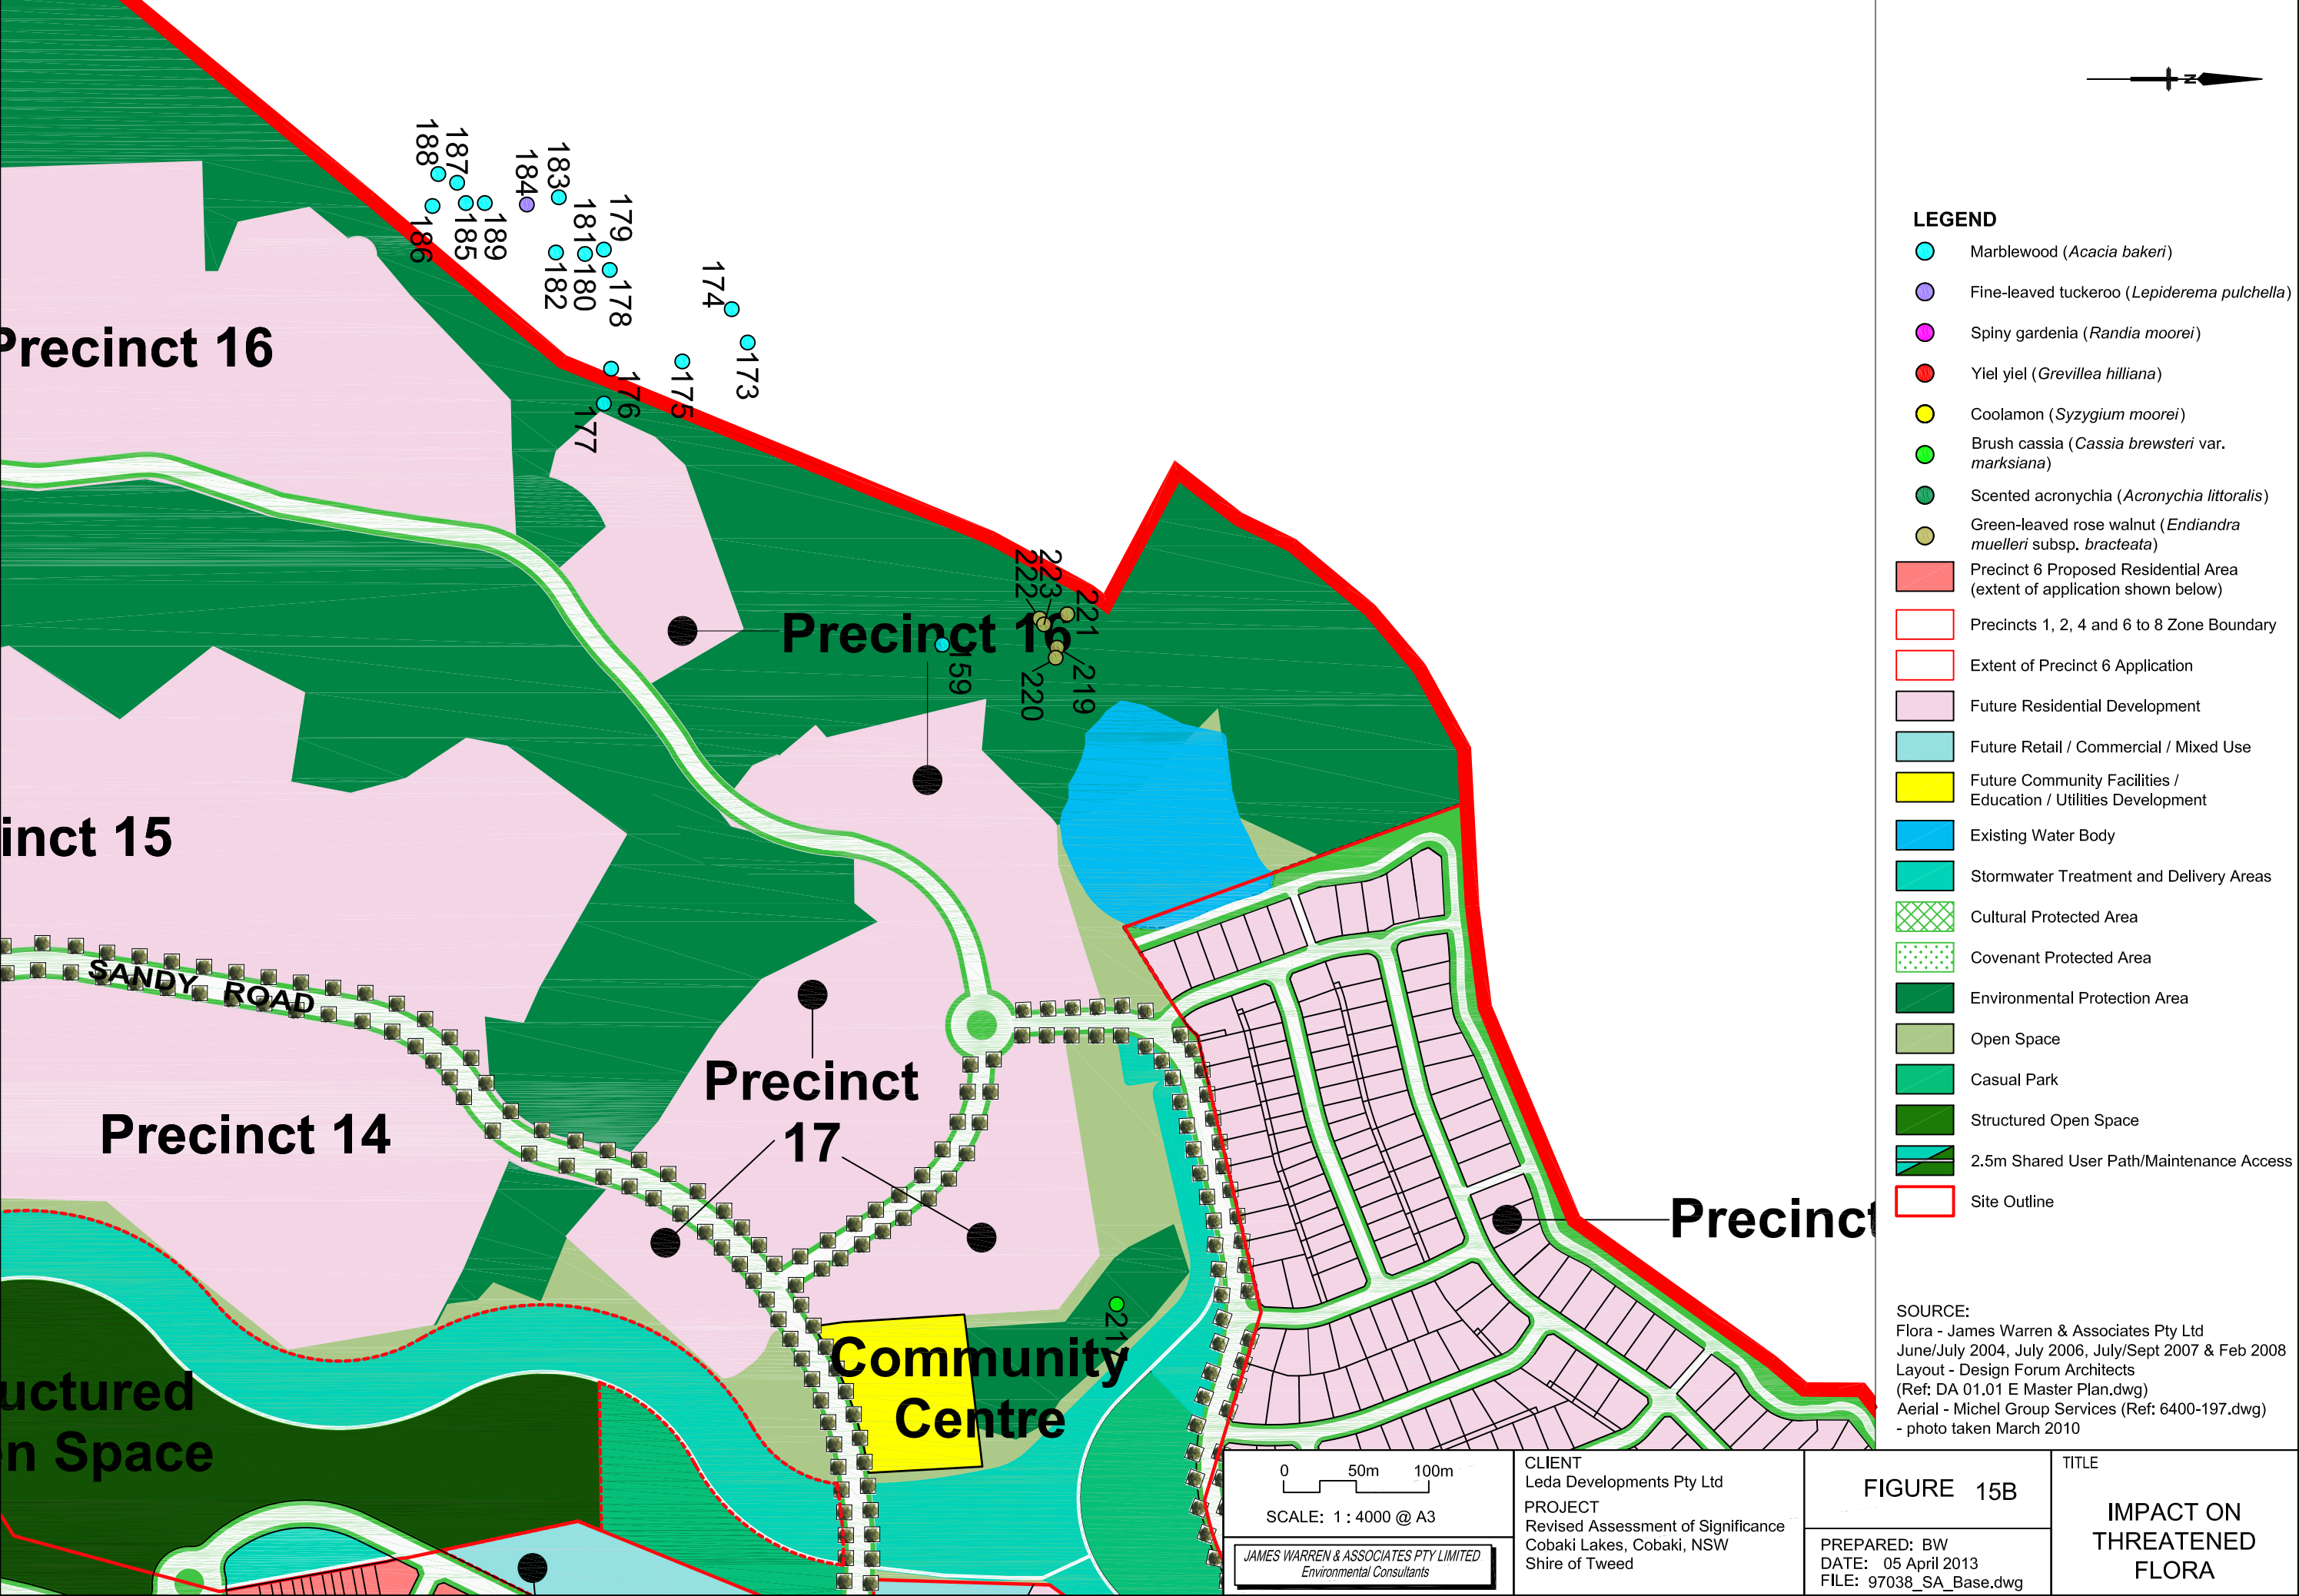 188
187
184
183
181
179
186
185
189
182
180
178
174
173
176
175
177
Precinct 16
222
223
221
Precinct 16
159
220
219
inct 15
SANDY ROAD
Precinct 14
Precinct
17
Precinct
217
Community
Centre
uctured
n Space
N
LEGEND
Marblewood (Acacia bakeri)
Fine-leaved tuckeroo (Lepiderema pulchella)
Spiny gardenia (Randia moorei)
Yiel yiel (Grevillea hilliana)
Coolamon (Syzygium moorei)
Brush cassia (Cassia brewsteri var.
marksiana)
Scented acronychia (Acronychia littoralis)
Green-leaved rose walnut (Endiandra
muelleri subsp. bracteata)
Precinct 6 Proposed Residential Area
(extent of application shown below)
Precincts 1, 2, 4 and 6 to 8 Zone Boundary
Extent of Precinct 6 Application
Future Residential Development
Future Retail / Commercial / Mixed Use
Future Community Facilities /
Education / Utilities Development
Existing Water Body
Stormwater Treatment and Delivery Areas
Cultural Protected Area
Covenant Protected Area
Environmental Protection Area
Open Space
Casual Park
Structured Open Space
2.5m Shared User Path/Maintenance Access
Site Outline
SOURCE:
Flora - James Warren & Associates Pty Ltd
June/July 2004, July 2006, July/Sept 2007 & Feb 2008
Layout - Design Forum Architects
(Ref: DA 01.01 E Master Plan.dwg)
Aerial - Michel Group Services (Ref: 6400-197.dwg)
- photo taken March 2010
0 50m 100m
SCALE: 1 : 4000 @ A3
JAMES WARREN & ASSOCIATES PTY LIMITED
Environmental Consultants
CLIENT
Leda Developments Pty Ltd
PROJECT
Revised Assessment of Significance
Cobaki Lakes, Cobaki, NSW
Shire of Tweed
FIGURE 15B
PREPARED: BW
DATE: 05 April 2013
FILE: 97038_SA_Base.dwg
TITLE
IMPACT ON
THREATENED
FLORA